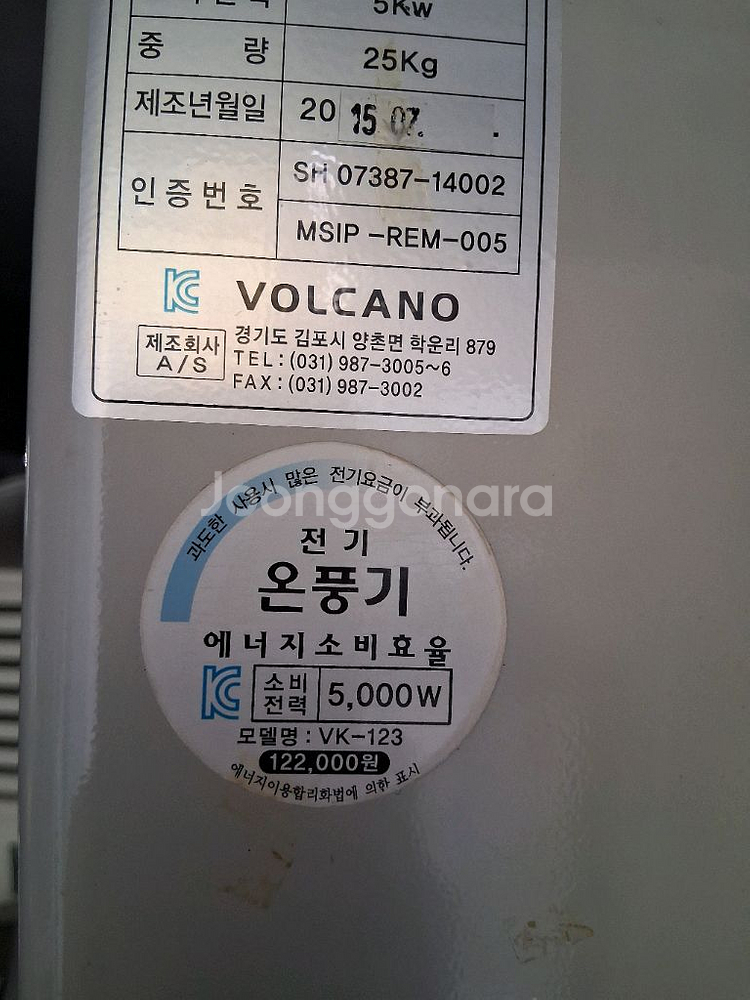 5Kw
중 량 25Kg
제조년월일 20 15 07. .
인증번호 SH 07387-14002
MSIP -REM-005
VOLCANO
제조회사 A/S
경기도 김포시 양촌면 학운리 879
TEL : (031) 987-3005~6
FAX : (031) 987-3002
Joonggonara
과도한 사용시 많은 전기요금이 부과됩니다.
전 기
온풍기
에너지소비효율
소비전력 5,000W
모델명 : VK-123
122,000원
에너지이용합리화법에 의한 표시